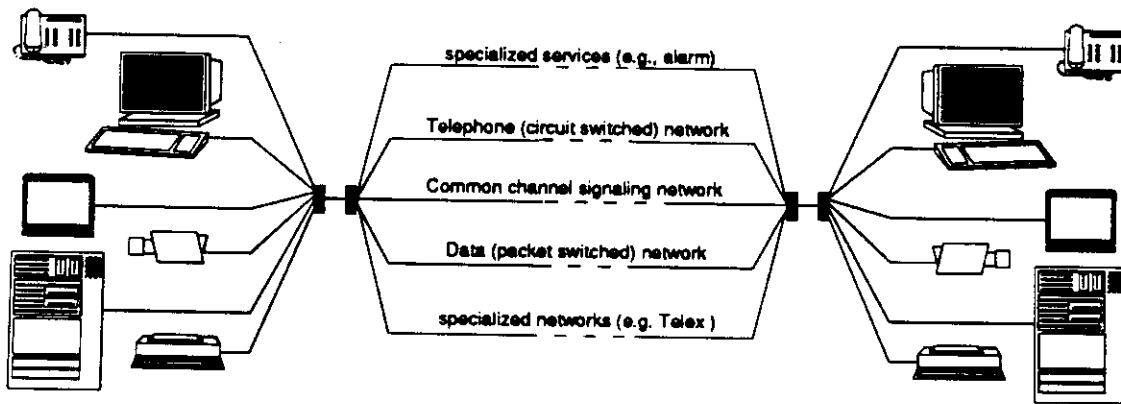 specialized services (e.g., alarm)
Telephone (circuit switched) network
Common channel signaling network
Data (packet switched) network
specialized networks (e.g. Telex )